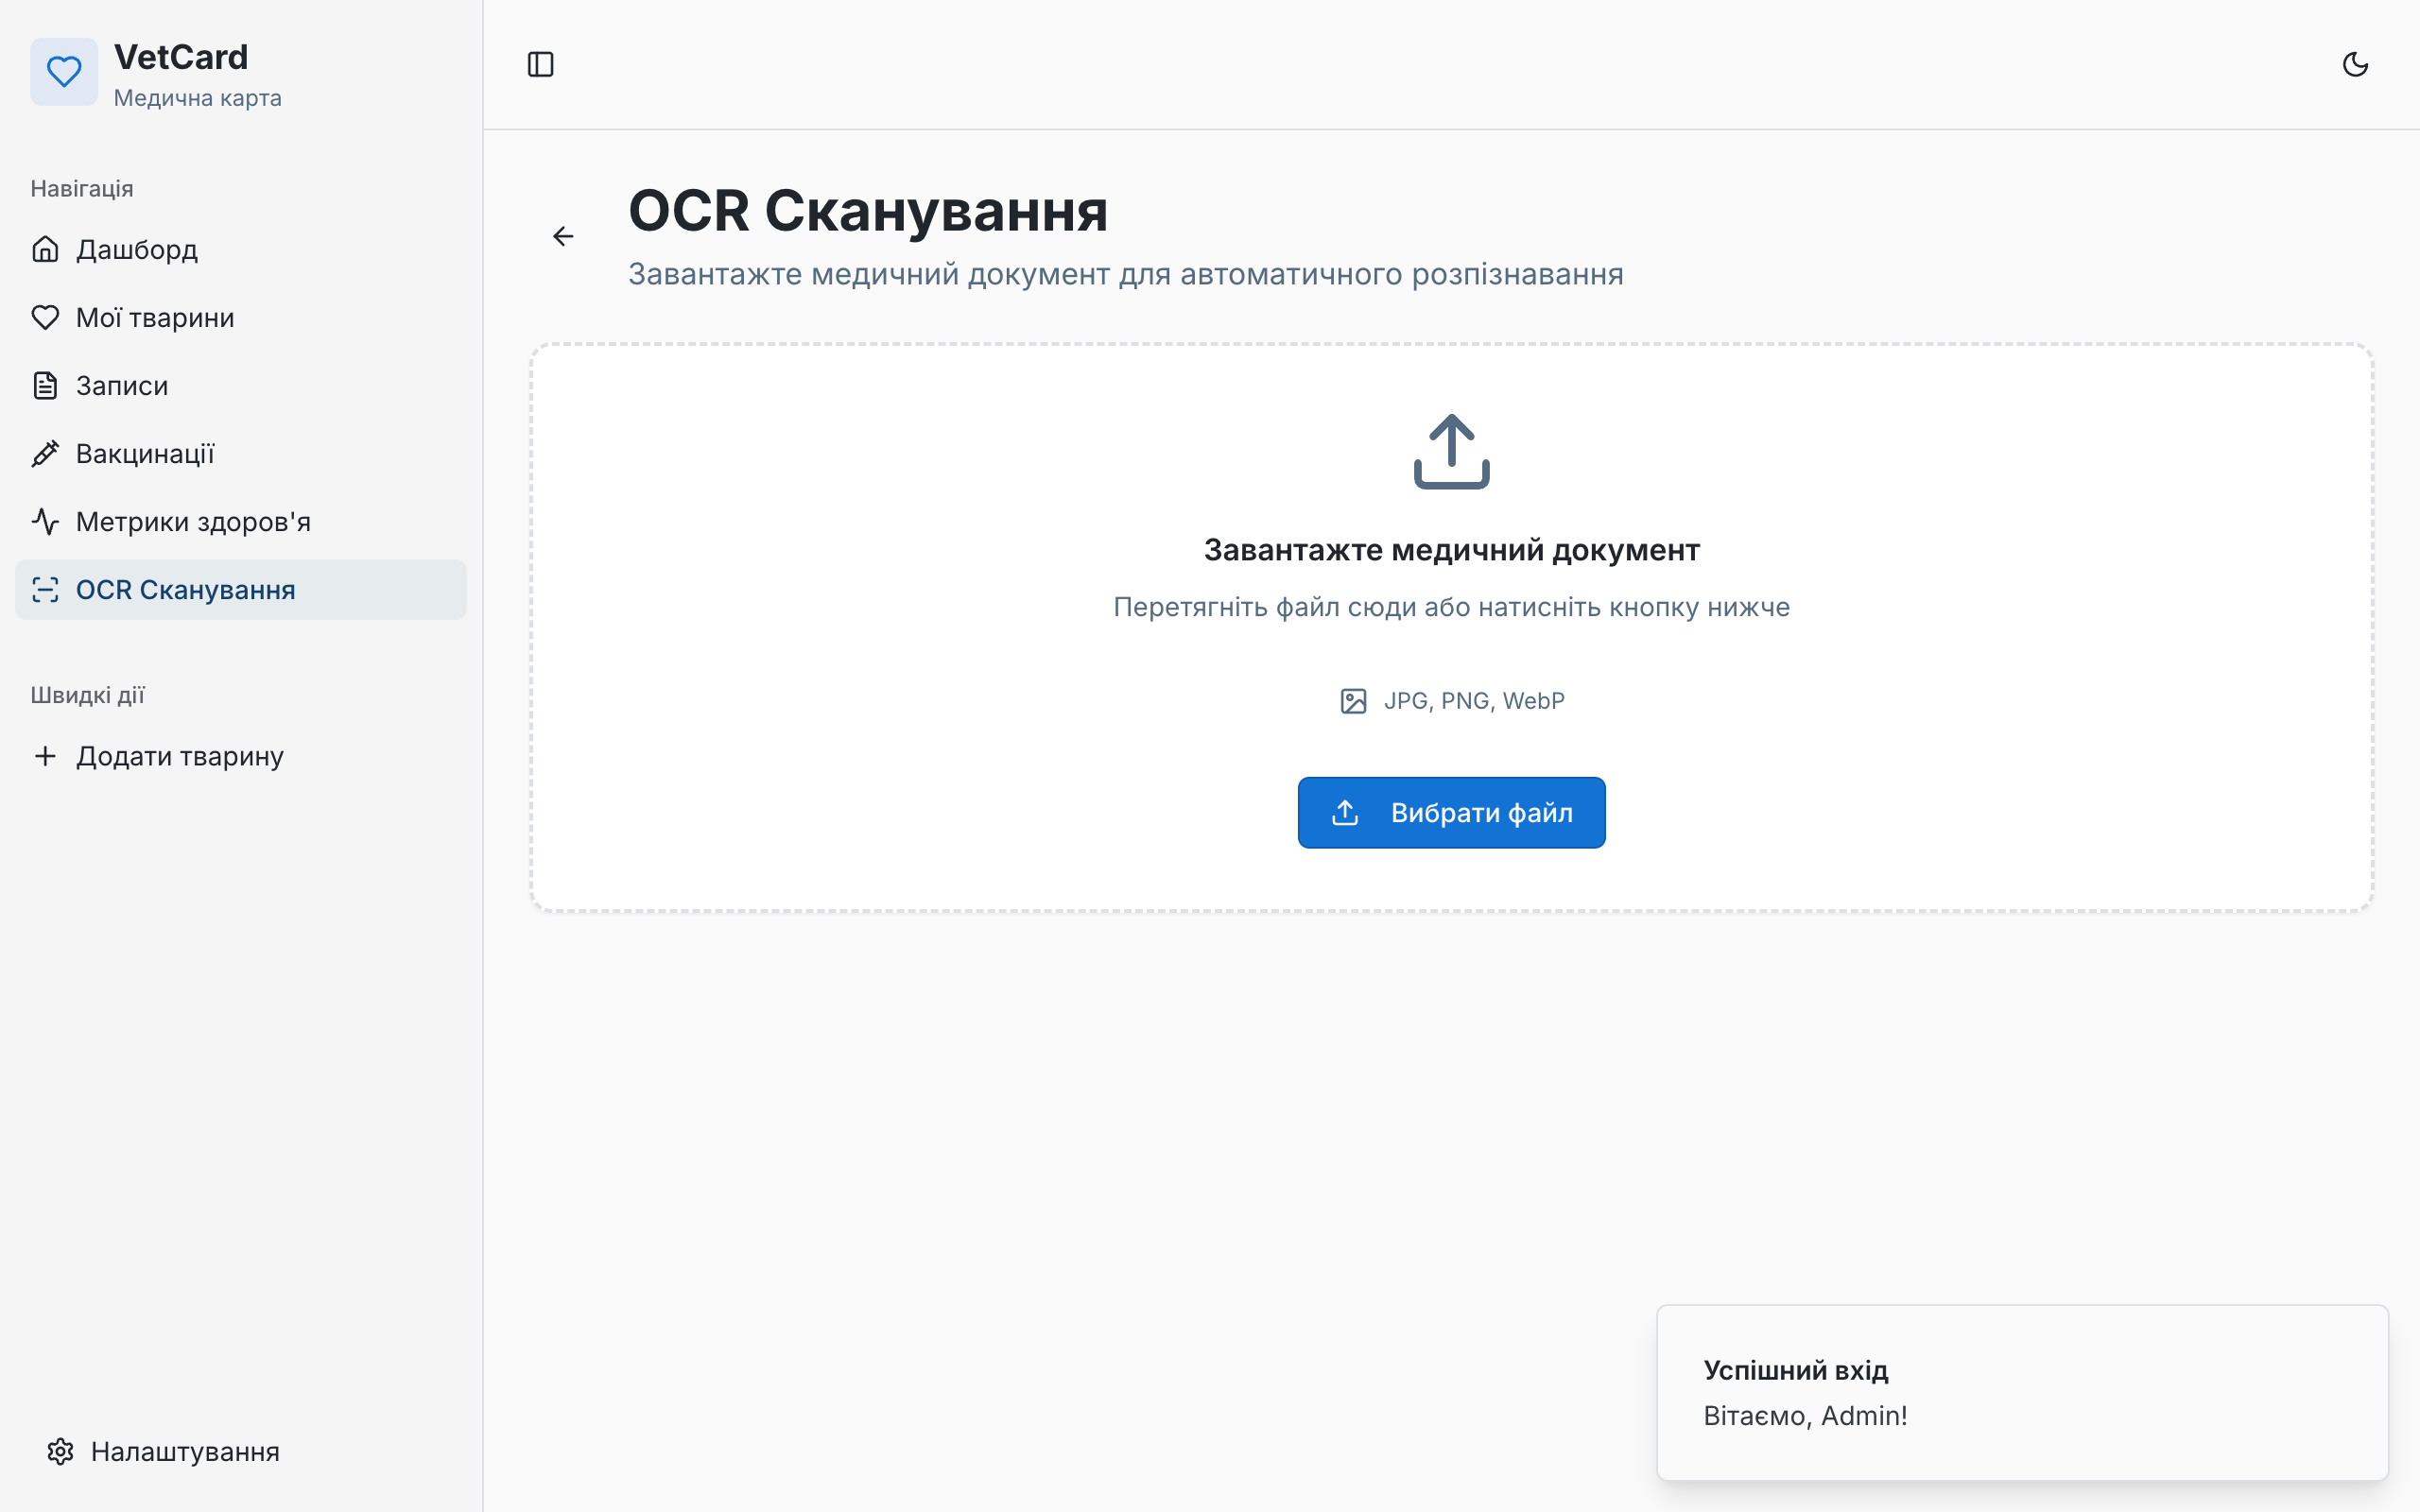 VetCard
Медична карта
Навігація
Дашборд
Мої тварини
Записи
Вакцинації
Метрики здоров'я
OCR Сканування
Швидкі дії
Додати тварину
Налаштування
OCR Сканування
Завантажте медичний документ для автоматичного розпізнавання
Завантажте медичний документ
Перетягніть файл сюди або натисніть кнопку нижче
JPG, PNG, WebP
Вибрати файл
Успішний вхід
Вітаємо, Admin!